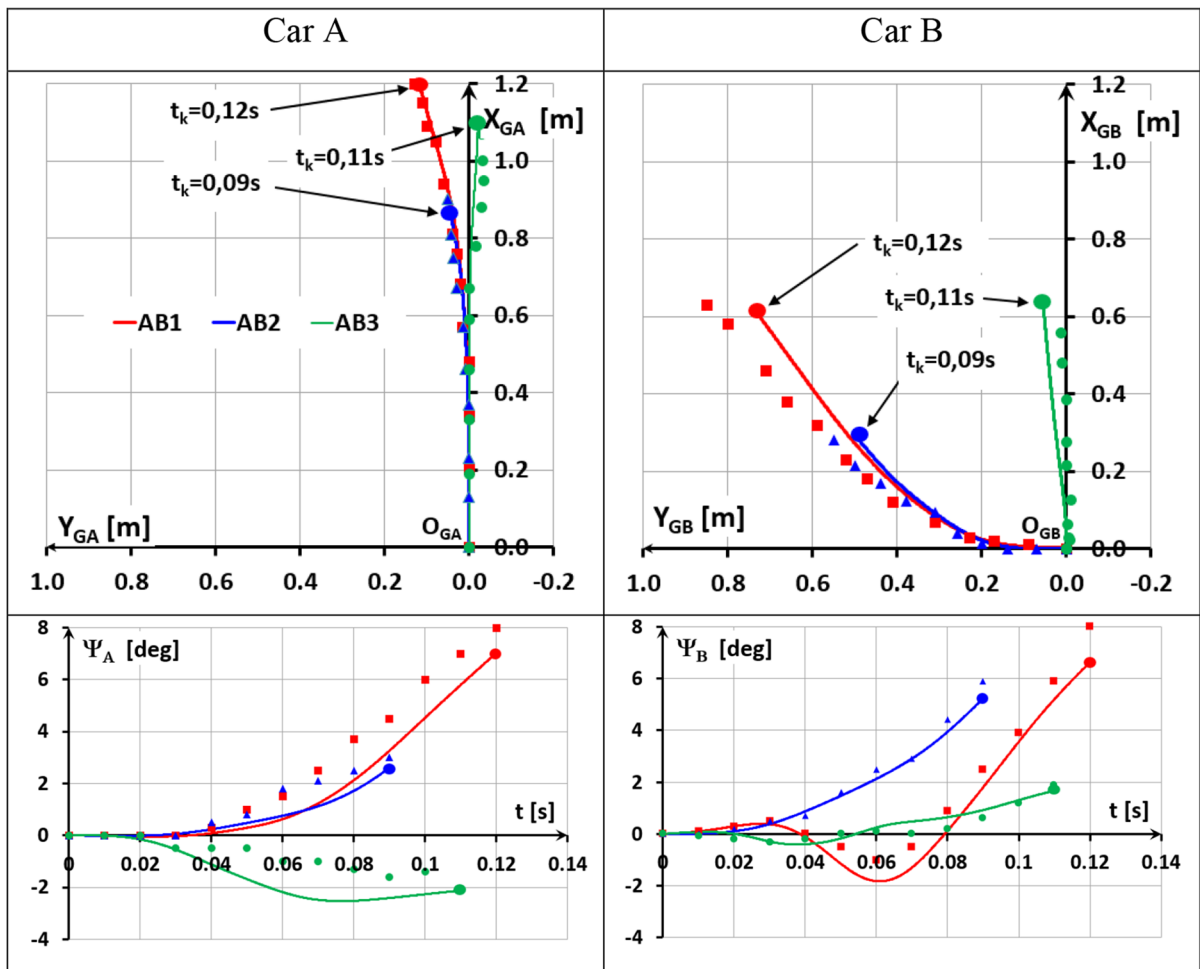 Car A
Car B
1.2
X_GA [m]
t_k=0,12s
t_k=0,11s
t_k=0,09s
1.0
0.8
0.6
0.4
0.2
0.0
AB1 AB2 AB3
Y_GA [m]
O_GA
1.0 0.8 0.6 0.4 0.2 0.0 -0.2
1.2
X_GB [m]
1.0
t_k=0,12s
0.8
t_k=0,11s
0.6
t_k=0,09s
0.4
0.2
Y_GB [m]
O_GB
0.0
1.0 0.8 0.6 0.4 0.2 0.0 -0.2
8
Ψ_A [deg]
6
4
2
t [s]
0
0 0.02 0.04 0.06 0.08 0.1 0.12 0.14
-2
-4
8
Ψ_B [deg]
6
4
2
t [s]
0
0 0.02 0.04 0.06 0.08 0.1 0.12 0.14
-2
-4